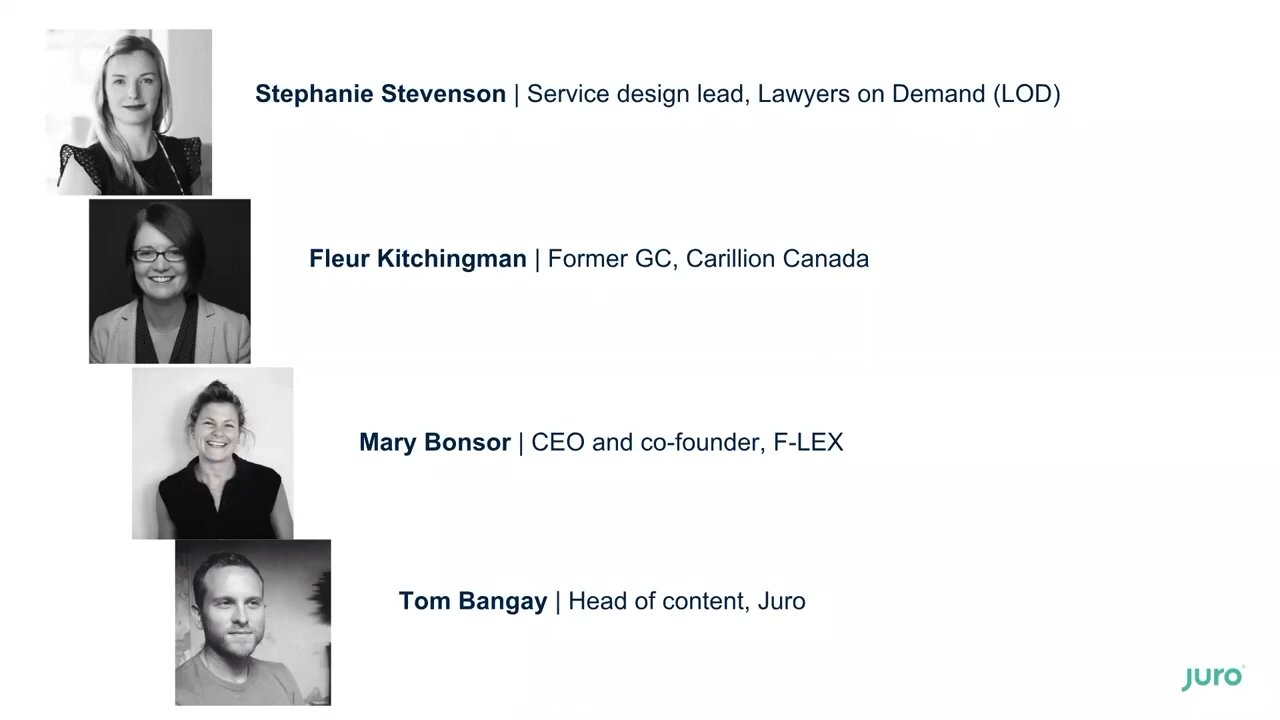 Stephanie Stevenson | Service design lead, Lawyers on Demand (LOD)
Fleur Kitchingman | Former GC, Carillion Canada
Mary Bonsor | CEO and co-founder, F-LEX
Tom Bangay | Head of content, Juro
juro